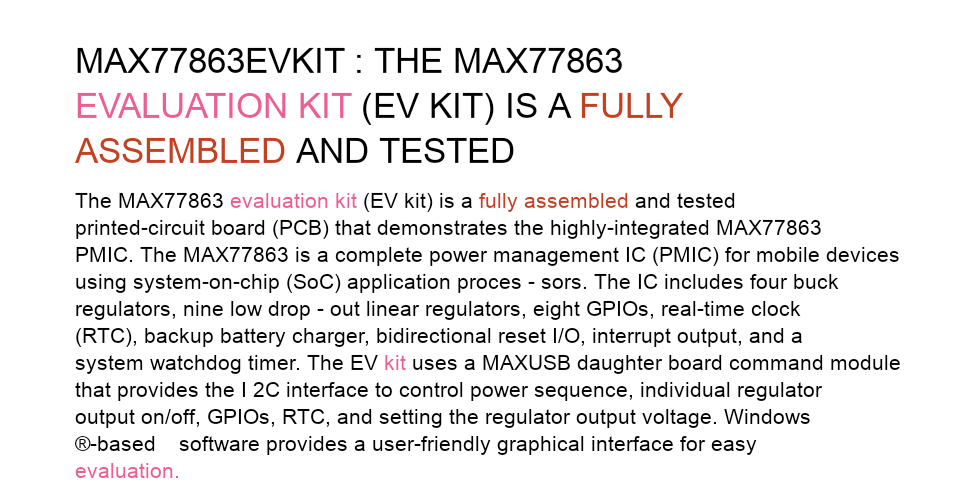 MAX77863EVKIT : THE MAX77863
EVALUATION KIT (EV KIT) IS A FULLY
ASSEMBLED AND TESTED
The MAX77863 evaluation kit (EV kit) is a fully assembled and tested
printed-circuit board (PCB) that demonstrates the highly-integrated MAX77863
PMIC. The MAX77863 is a complete power management IC (PMIC) for mobile devices
using system-on-chip (SoC) application proces - sors. The IC includes four buck
regulators, nine low drop - out linear regulators, eight GPIOs, real-time clock
(RTC), backup battery charger, bidirectional reset I/O, interrupt output, and a
system watchdog timer. The EV kit uses a MAXUSB daughter board command module
that provides the I 2C interface to control power sequence, individual regulator
output on/off, GPIOs, RTC, and setting the regulator output voltage. Windows
®-based    software provides a user-friendly graphical interface for easy
evaluation.